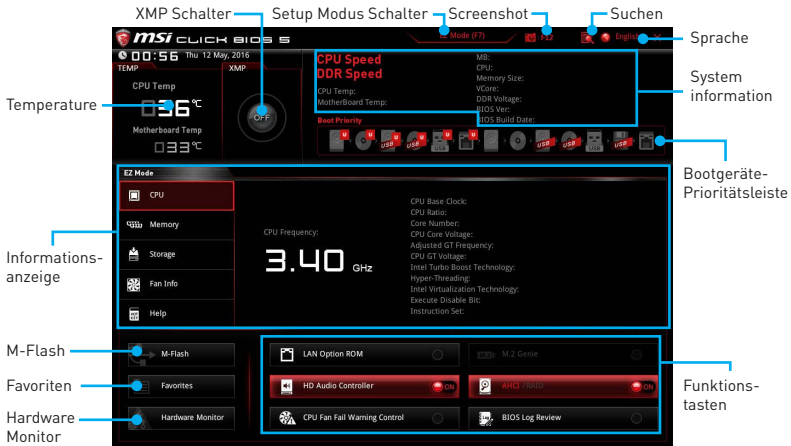 XMP Schalter
Setup Modus Schalter
Screenshot
Suchen
msi CLICK BIOS 5
Mode (F7)
F12
English
X
Sprache
00:56 Thu 12 May, 2016
TEMP
XMP
CPU Speed
DDR Speed
CPU Temp:
MotherBoard Temp:
MB:
CPU:
Memory Size:
VCore:
DDR Voltage:
BIOS Ver:
BIOS Build Date:
System
information
Temperature
CPU Temp
36°C
OFF
Motherboard Temp
33°C
Boot Priority
U
U
USB U
USB U
USB U
U
USB
USB
USB
USB
Bootgeräte-
Prioritätsleiste
EZ Mode
CPU
Memory
Storage
Fan Info
Help
CPU Frequency:
3.40 GHz
CPU Base Clock:
CPU Ratio:
Core Number:
CPU Core Voltage:
Adjusted GT Frequency:
CPU GT Voltage:
Intel Turbo Boost Technology:
Hyper-Threading:
Intel Virtualization Technology:
Execute Disable Bit:
Instruction Set:
Informations-
anzeige
M-Flash
M-Flash
LAN Option ROM
M.2 Genie
Favoriten
Favorites
HD Audio Controller
ON
AHCI /RAID
ON
Funktions-
tasten
Hardware
Monitor
Hardware Monitor
CPU Fan Fail Warning Control
BIOS Log Review